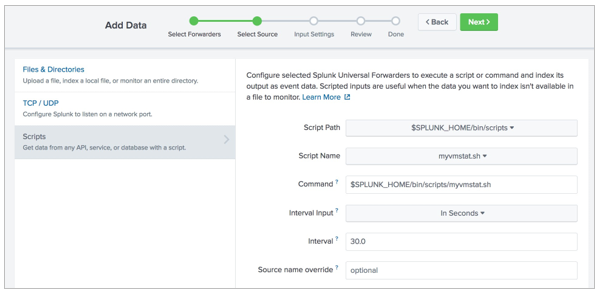 Add Data
Select Forwarders
Select Source
Input Settings
Review
Done
< Back
Next >
Files & Directories
Upload a file, index a local file, or monitor an entire directory.
TCP / UDP
Configure Splunk to listen on a network port.
Scripts
Get data from any API, service, or database with a script.
Configure selected Splunk Universal Forwarders to execute a script or command and index its
output as event data. Scripted inputs are useful when the data you want to index isn't available in
a file to monitor. Learn More
Script Path
$SPLUNK_HOME/bin/scripts
Script Name
myvmstat.sh
Command ?
$SPLUNK_HOME/bin/scripts/myvmstat.sh
Interval Input ?
In Seconds
Interval ?
30.0
Source name override ?
optional